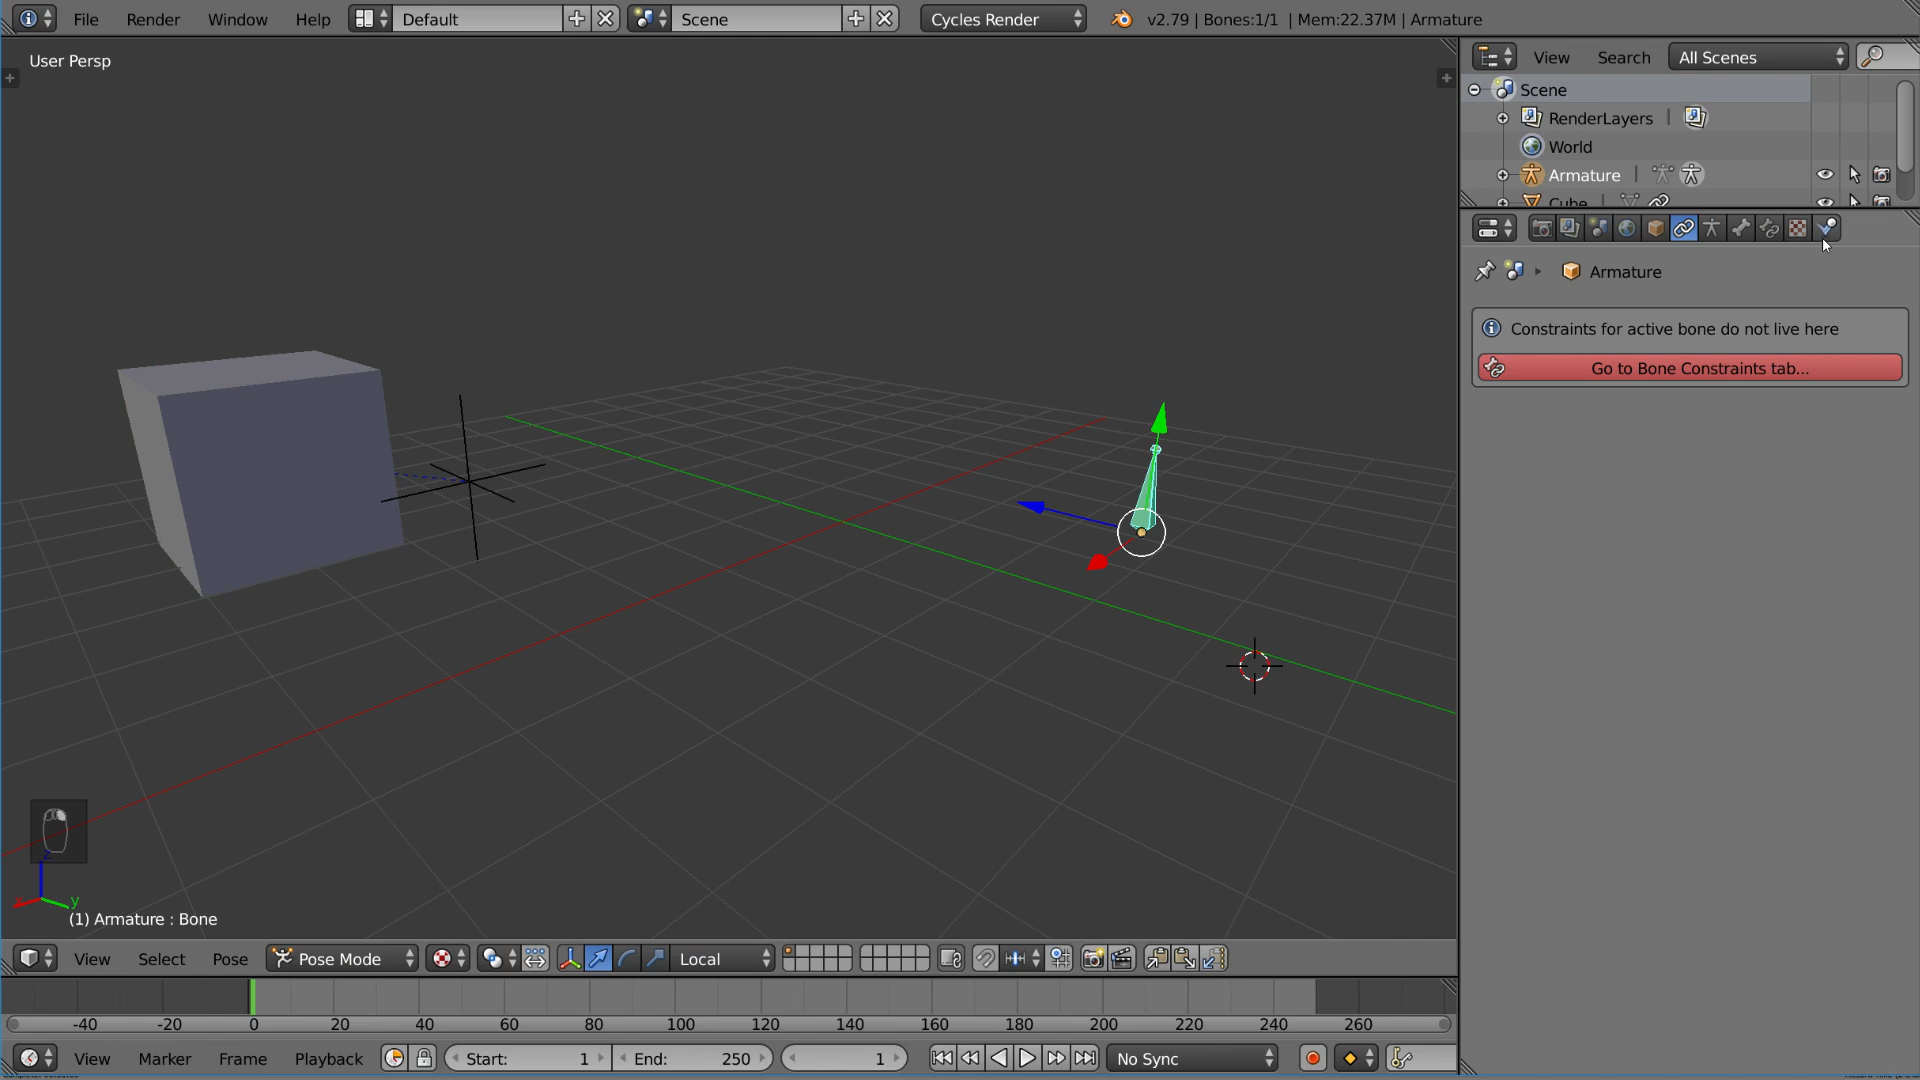 File Render Window Help Default Scene Cycles Render v2.79 | Bones:1/1 | Mem:22.37M | Armature
User Persp
View Search All Scenes
Scene
RenderLayers
World
Armature
Cube
Armature
Constraints for active bone do not live here
Go to Bone Constraints tab...
z
x y
(1) Armature : Bone
View Select Pose Pose Mode Local
-40 -20 0 20 40 60 80 100 120 140 160 180 200 220 240 260
View Marker Frame Playback Start: 1 End: 250 1 No Sync